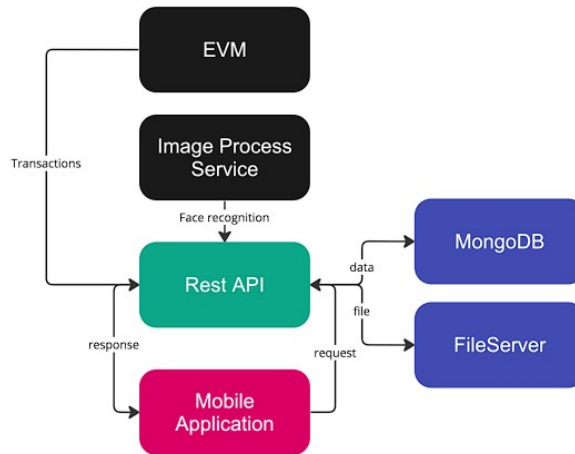 EVM
Transactions
Image Process
Service
Face recognition
MongoDB
Rest API
data
file
response
request
FileServer
Mobile
Application